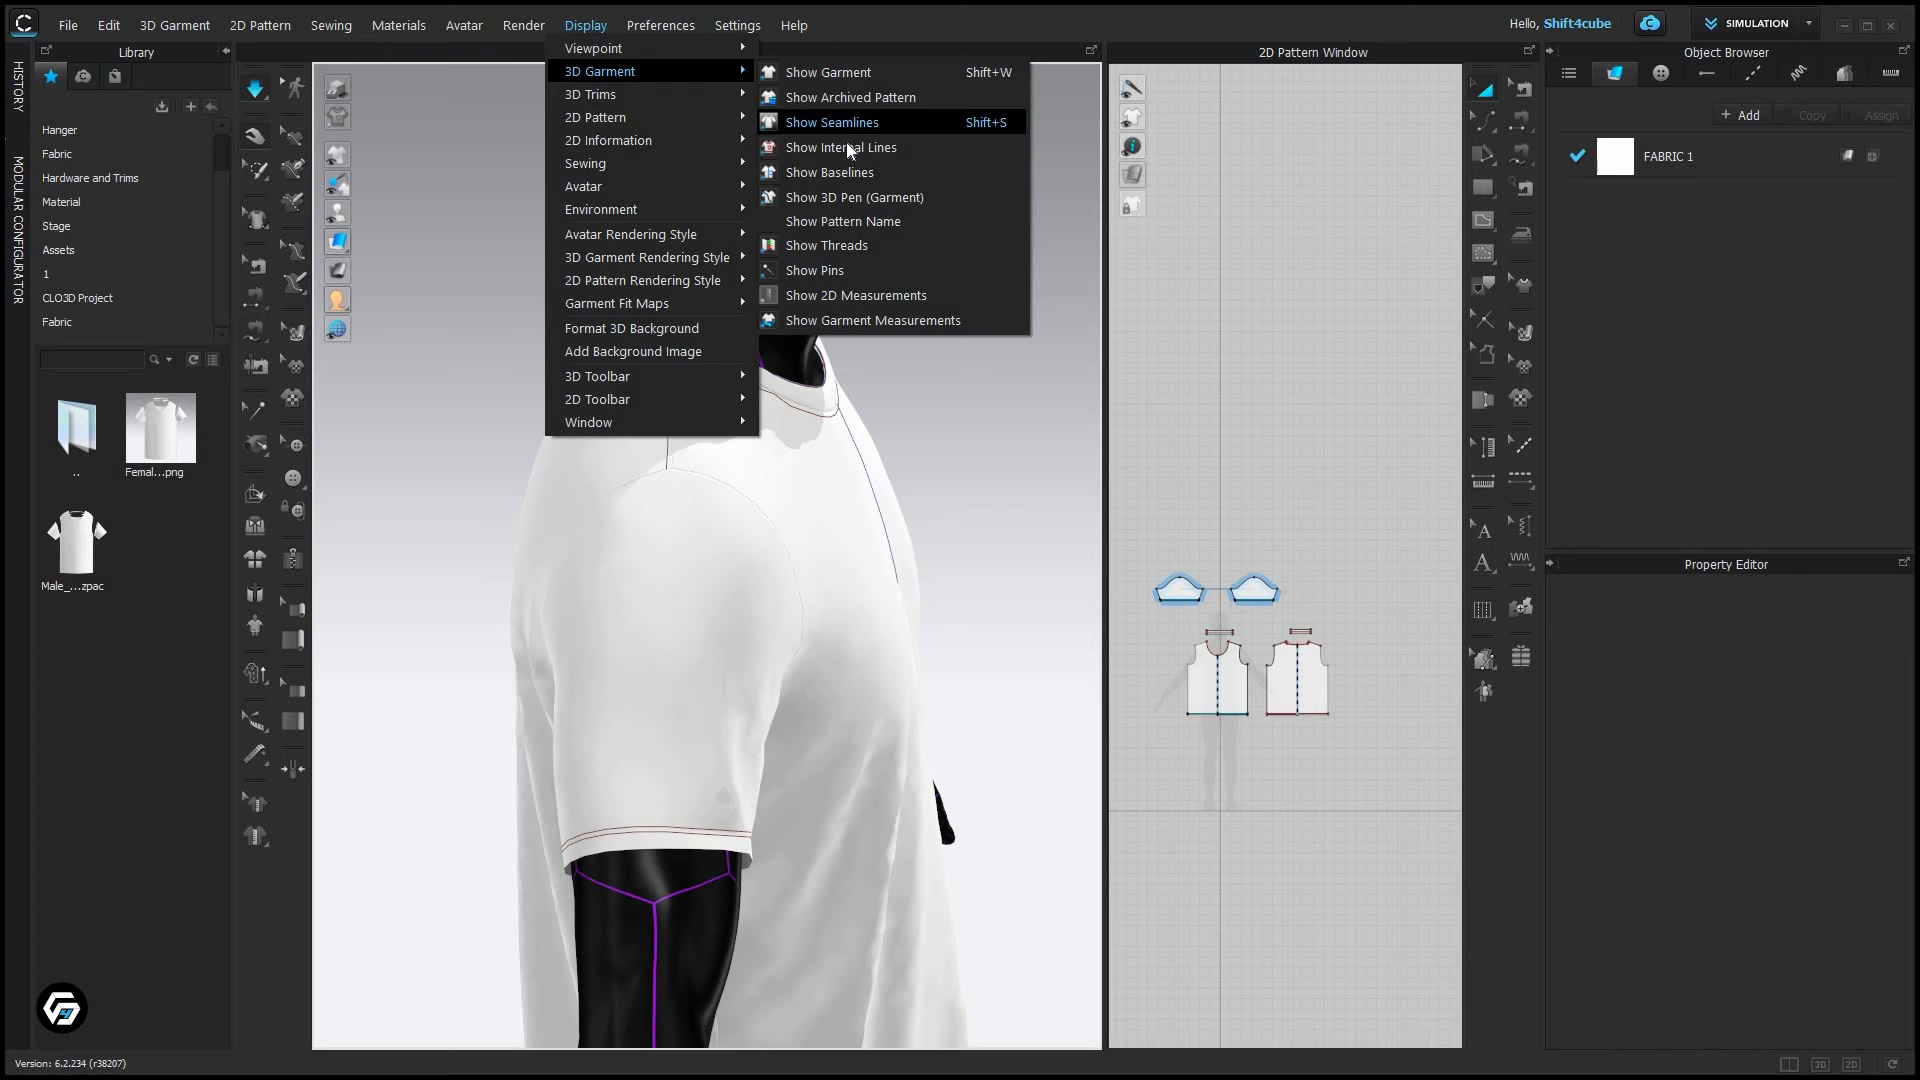 File
Edit
3D Garment
2D Pattern
Sewing
Materials
Avatar
Render
Display
Preferences
Settings
Help
Hello, Shift4cube
SIMULATION
HISTORY
MODULAR CONFIGURATOR
Library
Hanger
Fabric
Hardware and Trims
Material
Stage
Assets
1
CLO3D Project
Fabric
..
Femal...png
Male_...zpac
Viewpoint
3D Garment
3D Trims
2D Pattern
2D Information
Sewing
Avatar
Environment
Avatar Rendering Style
3D Garment Rendering Style
2D Pattern Rendering Style
Garment Fit Maps
Format 3D Background
Add Background Image
3D Toolbar
2D Toolbar
Window
Show Garment Shift+W
Show Archived Pattern
Show Seamlines Shift+S
Show Internal Lines
Show Baselines
Show 3D Pen (Garment)
Show Pattern Name
Show Threads
Show Pins
Show 2D Measurements
Show Garment Measurements
2D Pattern Window
Object Browser
+ Add
Copy
Assign
FABRIC 1
Property Editor
Version: 6.2.234 (r38207)
3D
2D